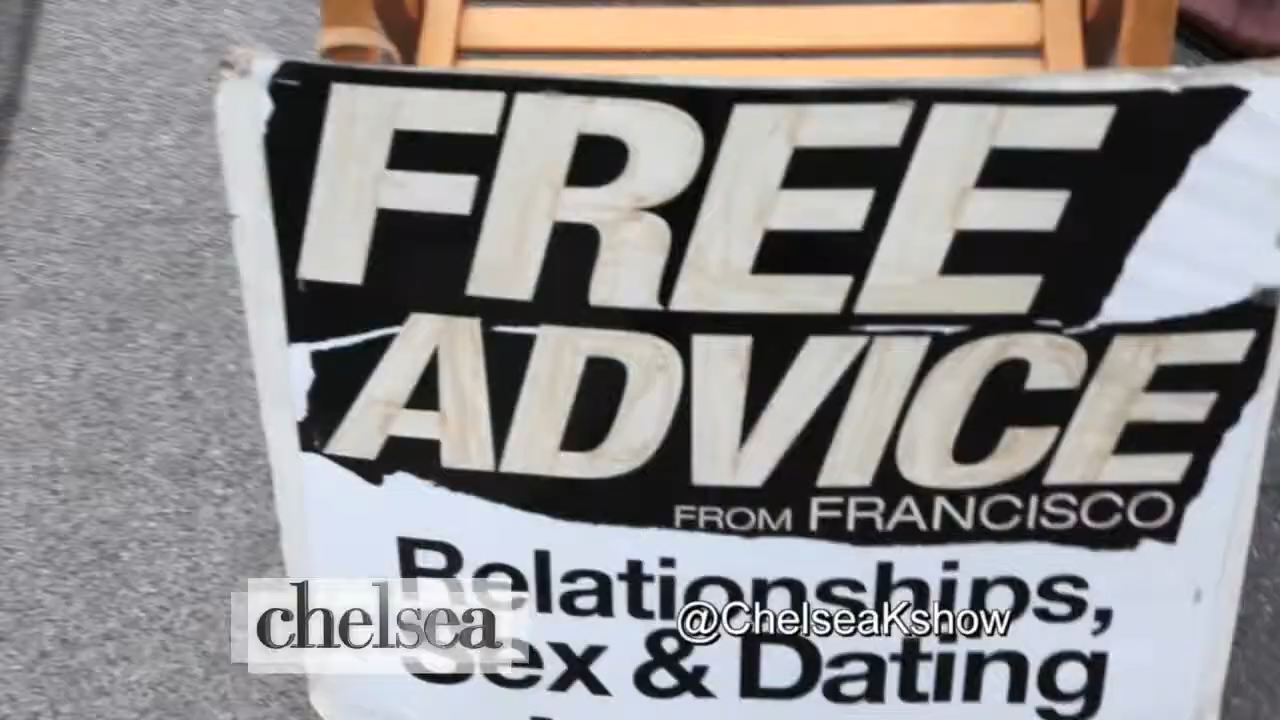 FREE
ADVICE
FROM FRANCISCO
Relationships,
Sex & Dating
chelsea
@ChelseaKshow